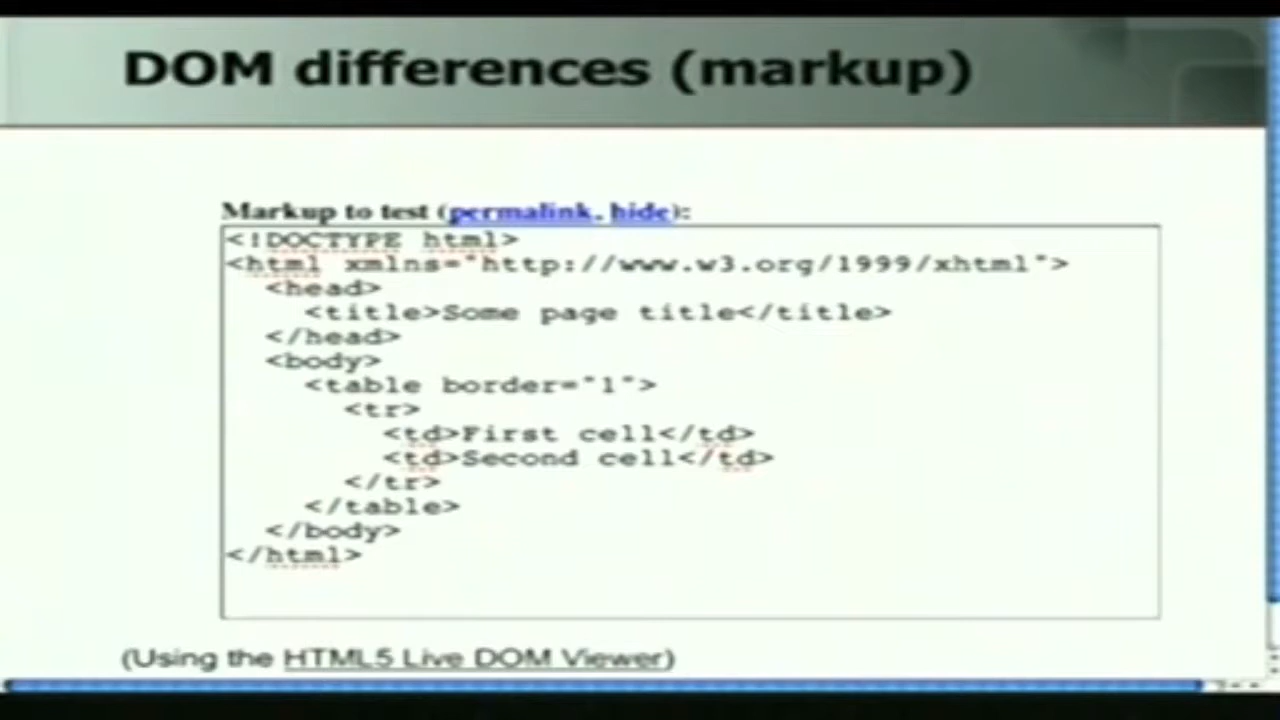 DOM differences (markup)
Markup to test (permalink, hide):
<!DOCTYPE html>
<html xmlns="http://www.w3.org/1999/xhtml">
  <head>
    <title>Some page title</title>
  </head>
  <body>
    <table border="1">
      <tr>
        <td>First cell</td>
        <td>Second cell</td>
      </tr>
    </table>
  </body>
</html>
(Using the HTML5 Live DOM Viewer)